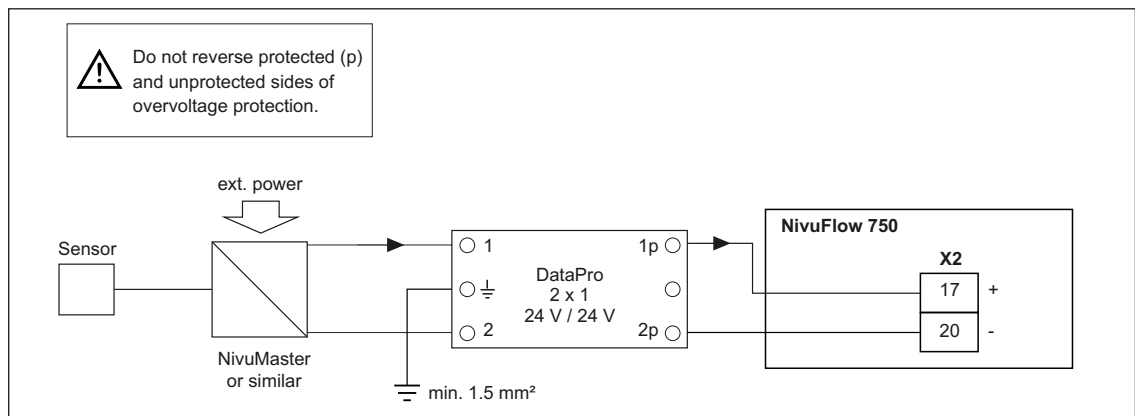 Do not reverse protected (p)
and unprotected sides of
overvoltage protection.
ext. power
Sensor
NivuMaster
or similar
1
2
DataPro
2 x 1
24 V / 24 V
1p
2p
min. 1.5 mm²
NivuFlow 750
X2
17 +
20 -